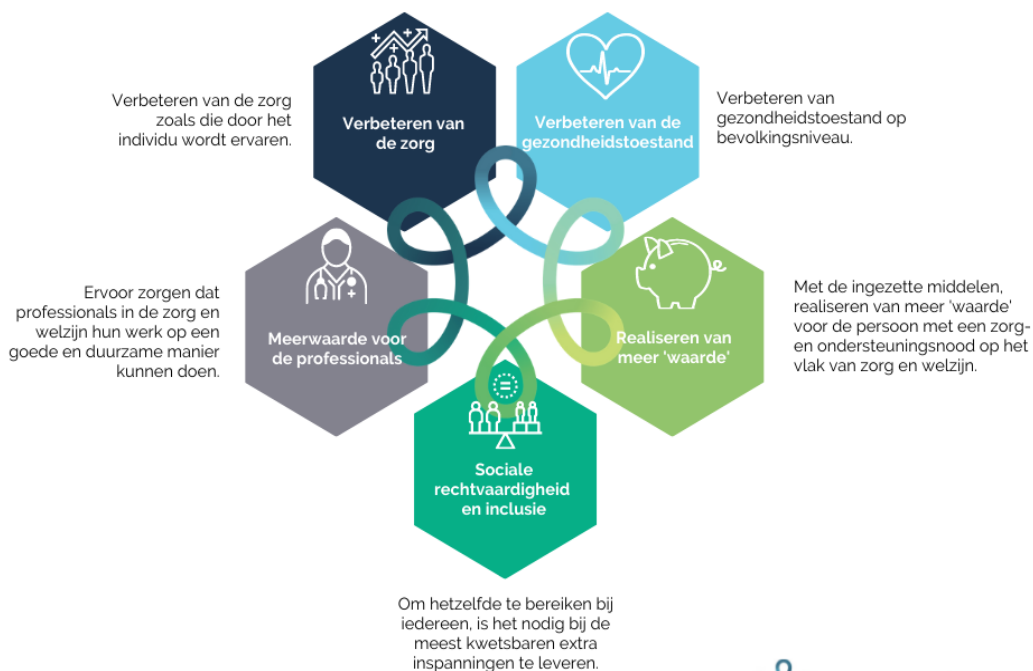 Verbeteren van de zorg
zoals die door het
individu wordt ervaren.
Verbeteren van
de zorg
Verbeteren van de
gezondheidstoestand
Verbeteren van
gezondheidstoestand op
bevolkingsniveau.
Ervoor zorgen dat
professionals in de zorg en
welzijn hun werk op een
goede en duurzame manier
kunnen doen.
Meerwaarde voor
de professionals
Realiseren van
meer 'waarde'
Met de ingezette middelen,
realiseren van meer 'waarde'
voor de persoon met een zorg-
en ondersteuningsnood op het
vlak van zorg en welzijn.
=
Sociale
rechtvaardigheid
en inclusie
Om hetzelfde te bereiken bij
iedereen, is het nodig bij de
meest kwetsbaren extra
inspanningen te leveren.